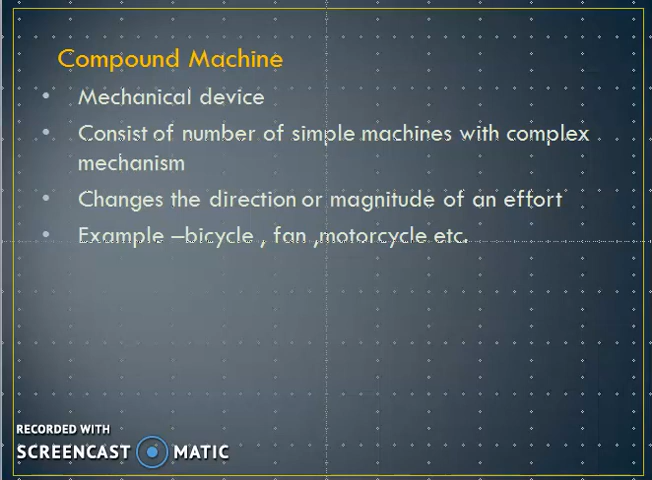 Compound Machine
• Mechanical device
• Consist of number of simple machines with complex
mechanism
• Changes the direction or magnitude of an effort
• Example –bicycle , fan ,motorcycle etc.
RECORDED WITH
SCREENCAST MATIC